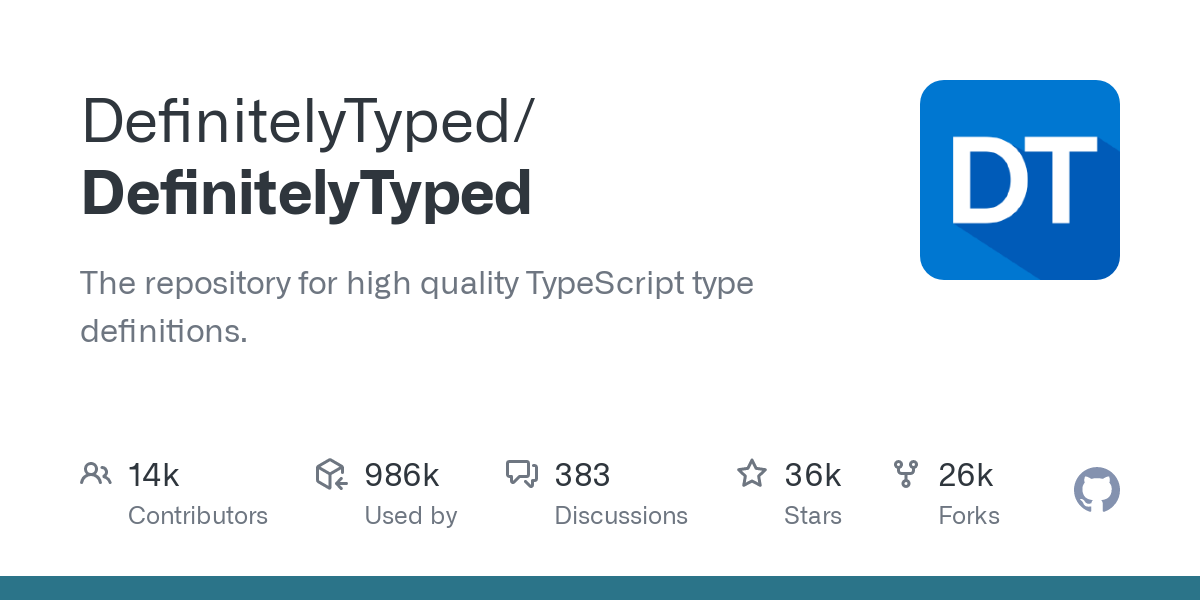 DefinitelyTyped/
DefinitelyTyped
DT
The repository for high quality TypeScript type
definitions.
14k
Contributors
986k
Used by
383
Discussions
36k
Stars
26k
Forks